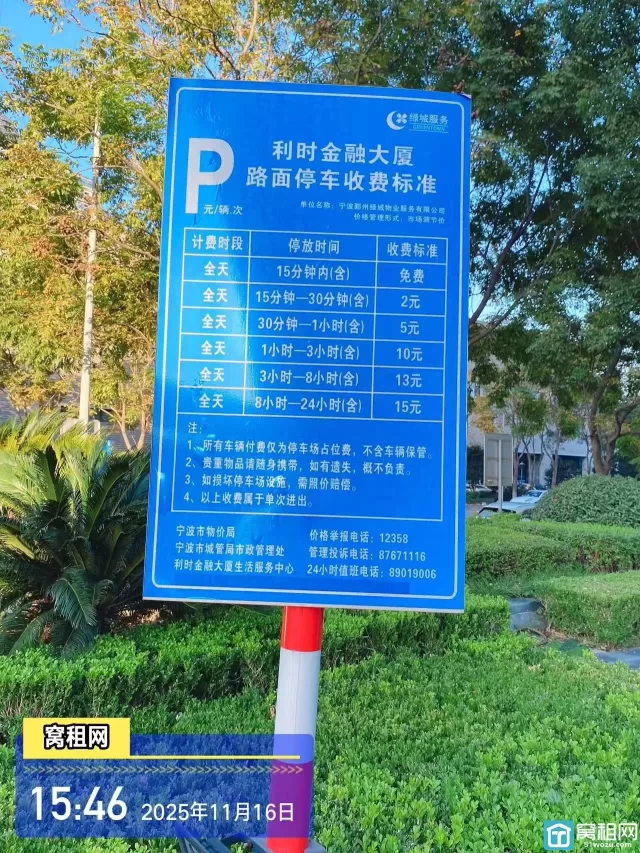 绿城服务
GREENTOWN
P
元/辆.次
利时金融大厦
路面停车收费标准
单位名称：宁波鄞州绿城物业服务有限公司
价格管理形式：市场调节价
计费时段 停放时间 收费标准
全天 15分钟内(含) 免费
全天 15分钟—30分钟(含) 2元
全天 30分钟—1小时(含) 5元
全天 1小时—3小时(含) 10元
全天 3小时—8小时(含) 13元
全天 8小时—24小时(含) 15元
注：
1、所有车辆付费仅为停车场占位费，不含车辆保管。
2、贵重物品请随身携带，如有遗失，概不负责。
3、如损坏停车场设施，需照价赔偿。
4、以上收费属于单次进出。
宁波市物价局 价格举报电话：12358
宁波市城管局市政管理处 管理投诉电话：87671116
利时金融大厦生活服务中心 24小时值班电话：89019006
窝租网
15:46 2025年11月16日
窝租网
51wozu.com